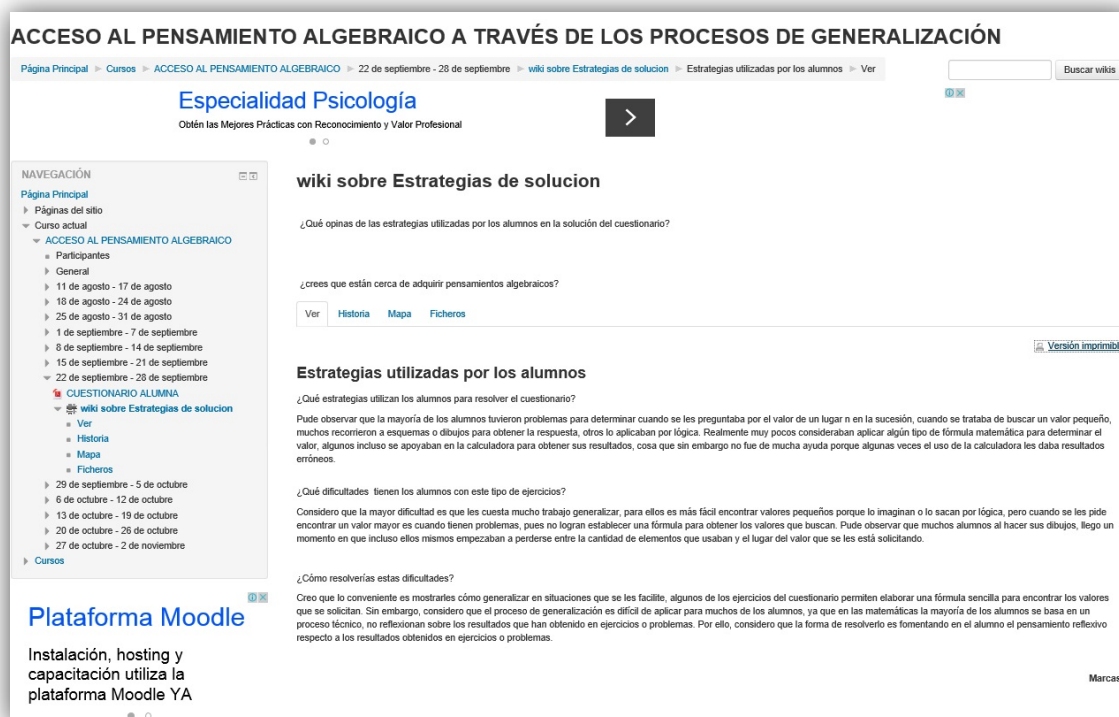 ACCESO AL PENSAMIENTO ALGEBRAICO A TRAVÉS DE LOS PROCESOS DE GENERALIZACIÓN
Página Principal ► Cursos ► ACCESO AL PENSAMIENTO ALGEBRAICO ► 22 de septiembre - 28 de septiembre ► wiki sobre Estrategias de solucion ► Estrategias utilizadas por los alumnos ► Ver
Buscar wikis
Especialidad Psicología
Obtén las Mejores Prácticas con Reconocimiento y Valor Profesional
NAVEGACIÓN
Página Principal
Páginas del sitio
Curso actual
ACCESO AL PENSAMIENTO ALGEBRAICO
Participantes
General
11 de agosto - 17 de agosto
18 de agosto - 24 de agosto
25 de agosto - 31 de agosto
1 de septiembre - 7 de septiembre
8 de septiembre - 14 de septiembre
15 de septiembre - 21 de septiembre
22 de septiembre - 28 de septiembre
CUESTIONARIO ALUMNA
wiki sobre Estrategias de solucion
Ver
Historia
Mapa
Ficheros
29 de septiembre - 5 de octubre
6 de octubre - 12 de octubre
13 de octubre - 19 de octubre
20 de octubre - 26 de octubre
27 de octubre - 2 de noviembre
Cursos
Plataforma Moodle
Instalación, hosting y
capacitación utiliza la
plataforma Moodle YA
wiki sobre Estrategias de solucion
¿Qué opinas de las estrategias utilizadas por los alumnos en la solución del cuestionario?
¿crees que están cerca de adquirir pensamientos algebraicos?
Ver Historia Mapa Ficheros
Versión imprimibl
Estrategias utilizadas por los alumnos
¿Qué estrategias utilizan los alumnos para resolver el cuestionario?
Pude observar que la mayoría de los alumnos tuvieron problemas para determinar cuando se les preguntaba por el valor de un lugar n en la sucesión, cuando se trataba de buscar un valor pequeño,
muchos recorrieron a esquemas o dibujos para obtener la respuesta, otros lo aplicaban por lógica. Realmente muy pocos consideraban aplicar algún tipo de fórmula matemática para determinar el
valor, algunos incluso se apoyaban en la calculadora para obtener sus resultados, cosa que sin embargo no fue de mucha ayuda porque algunas veces el uso de la calculadora les daba resultados
erróneos.
¿Qué dificultades tienen los alumnos con este tipo de ejercicios?
Considero que la mayor dificultad es que les cuesta mucho trabajo generalizar, para ellos es más fácil encontrar valores pequeños porque lo imaginan o lo sacan por lógica, pero cuando se les pide
encontrar un valor mayor es cuando tienen problemas, pues no logran establecer una fórmula para obtener los valores que buscan. Pude observar que muchos alumnos al hacer sus dibujos, llego un
momento en que incluso ellos mismos empezaban a perderse entre la cantidad de elementos que usaban y el lugar del valor que se les está solicitando.
¿Cómo resolverías estas dificultades?
Creo que lo conveniente es mostrarles cómo generalizar en situaciones que se les facilite, algunos de los ejercicios del cuestionario permiten elaborar una fórmula sencilla para encontrar los valores
que se solicitan. Sin embargo, considero que el proceso de generalización es difícil de aplicar para muchos de los alumnos, ya que en las matemáticas la mayoría de los alumnos se basa en un
proceso técnico, no reflexionan sobre los resultados que han obtenido en ejercicios o problemas. Por ello, considero que la forma de resolverlo es fomentando en el alumno el pensamiento reflexivo
respecto a los resultados obtenidos en ejercicios o problemas.
Marcas